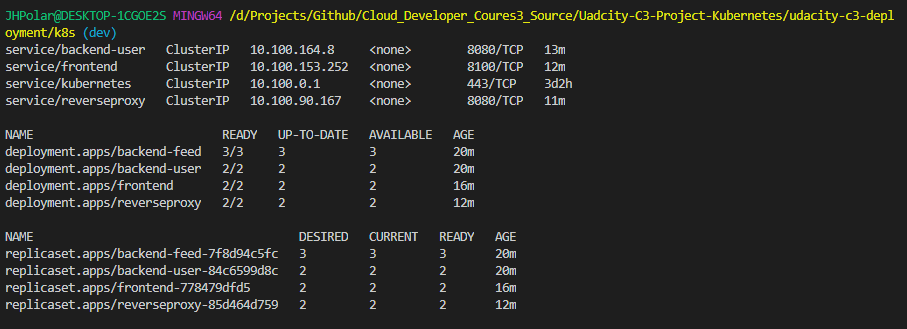 JHPolar@DESKTOP-1CGOE2S MINGW64 /d/Projects/Github/Cloud_Developer_Coures3_Source/Uadcity-C3-Project-Kubernetes/udacity-c3-depl
oyment/k8s (dev)
service/backend-user   ClusterIP   10.100.164.8     <none>        8080/TCP   13m
service/frontend       ClusterIP   10.100.153.252   <none>        8100/TCP   12m
service/kubernetes     ClusterIP   10.100.0.1       <none>        443/TCP    3d2h
service/reverseproxy   ClusterIP   10.100.90.167    <none>        8080/TCP   11m
NAME                           READY   UP-TO-DATE   AVAILABLE   AGE
deployment.apps/backend-feed   3/3     3            3           20m
deployment.apps/backend-user   2/2     2            2           20m
deployment.apps/frontend       2/2     2            2           16m
deployment.apps/reverseproxy   2/2     2            2           12m
NAME                                      DESIRED   CURRENT   READY   AGE
replicaset.apps/backend-feed-7f8d94c5fc   3         3         3       20m
replicaset.apps/backend-user-84c6599d8c   2         2         2       20m
replicaset.apps/frontend-778479dfd5       2         2         2       16m
replicaset.apps/reverseproxy-85d464d759   2         2         2       12m